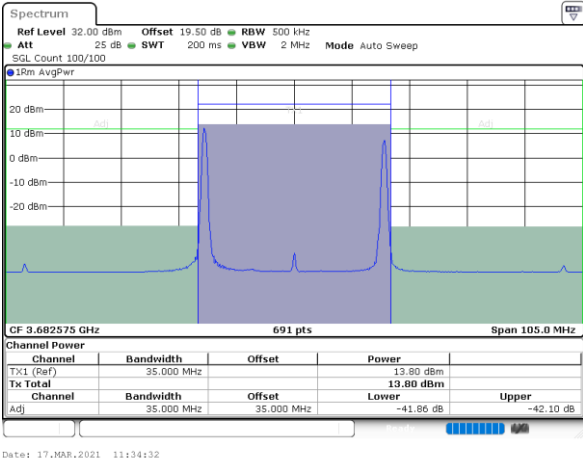 Spectrum
Ref Level 32.00 dBm Offset 19.50 dB RBW 500 kHz
Att 25 dB SWT 200 ms VBW 2 MHz Mode Auto Sweep
SGL Count 100/100
1Rm AvgPwr
20 dBm
Adj Adj
10 dBm
0 dBm
-10 dBm
-20 dBm
CF 3.682575 GHz 691 pts Span 105.0 MHz
Channel Power
Channel Bandwidth Offset Power
TX1 (Ref) 35.000 MHz 13.80 dBm
Tx Total 13.80 dBm
Channel Bandwidth Offset Lower Upper
Adj 35.000 MHz 35.000 MHz -41.86 dB -42.10 dB
Ready
Date: 17.MAR.2021 11:34:32